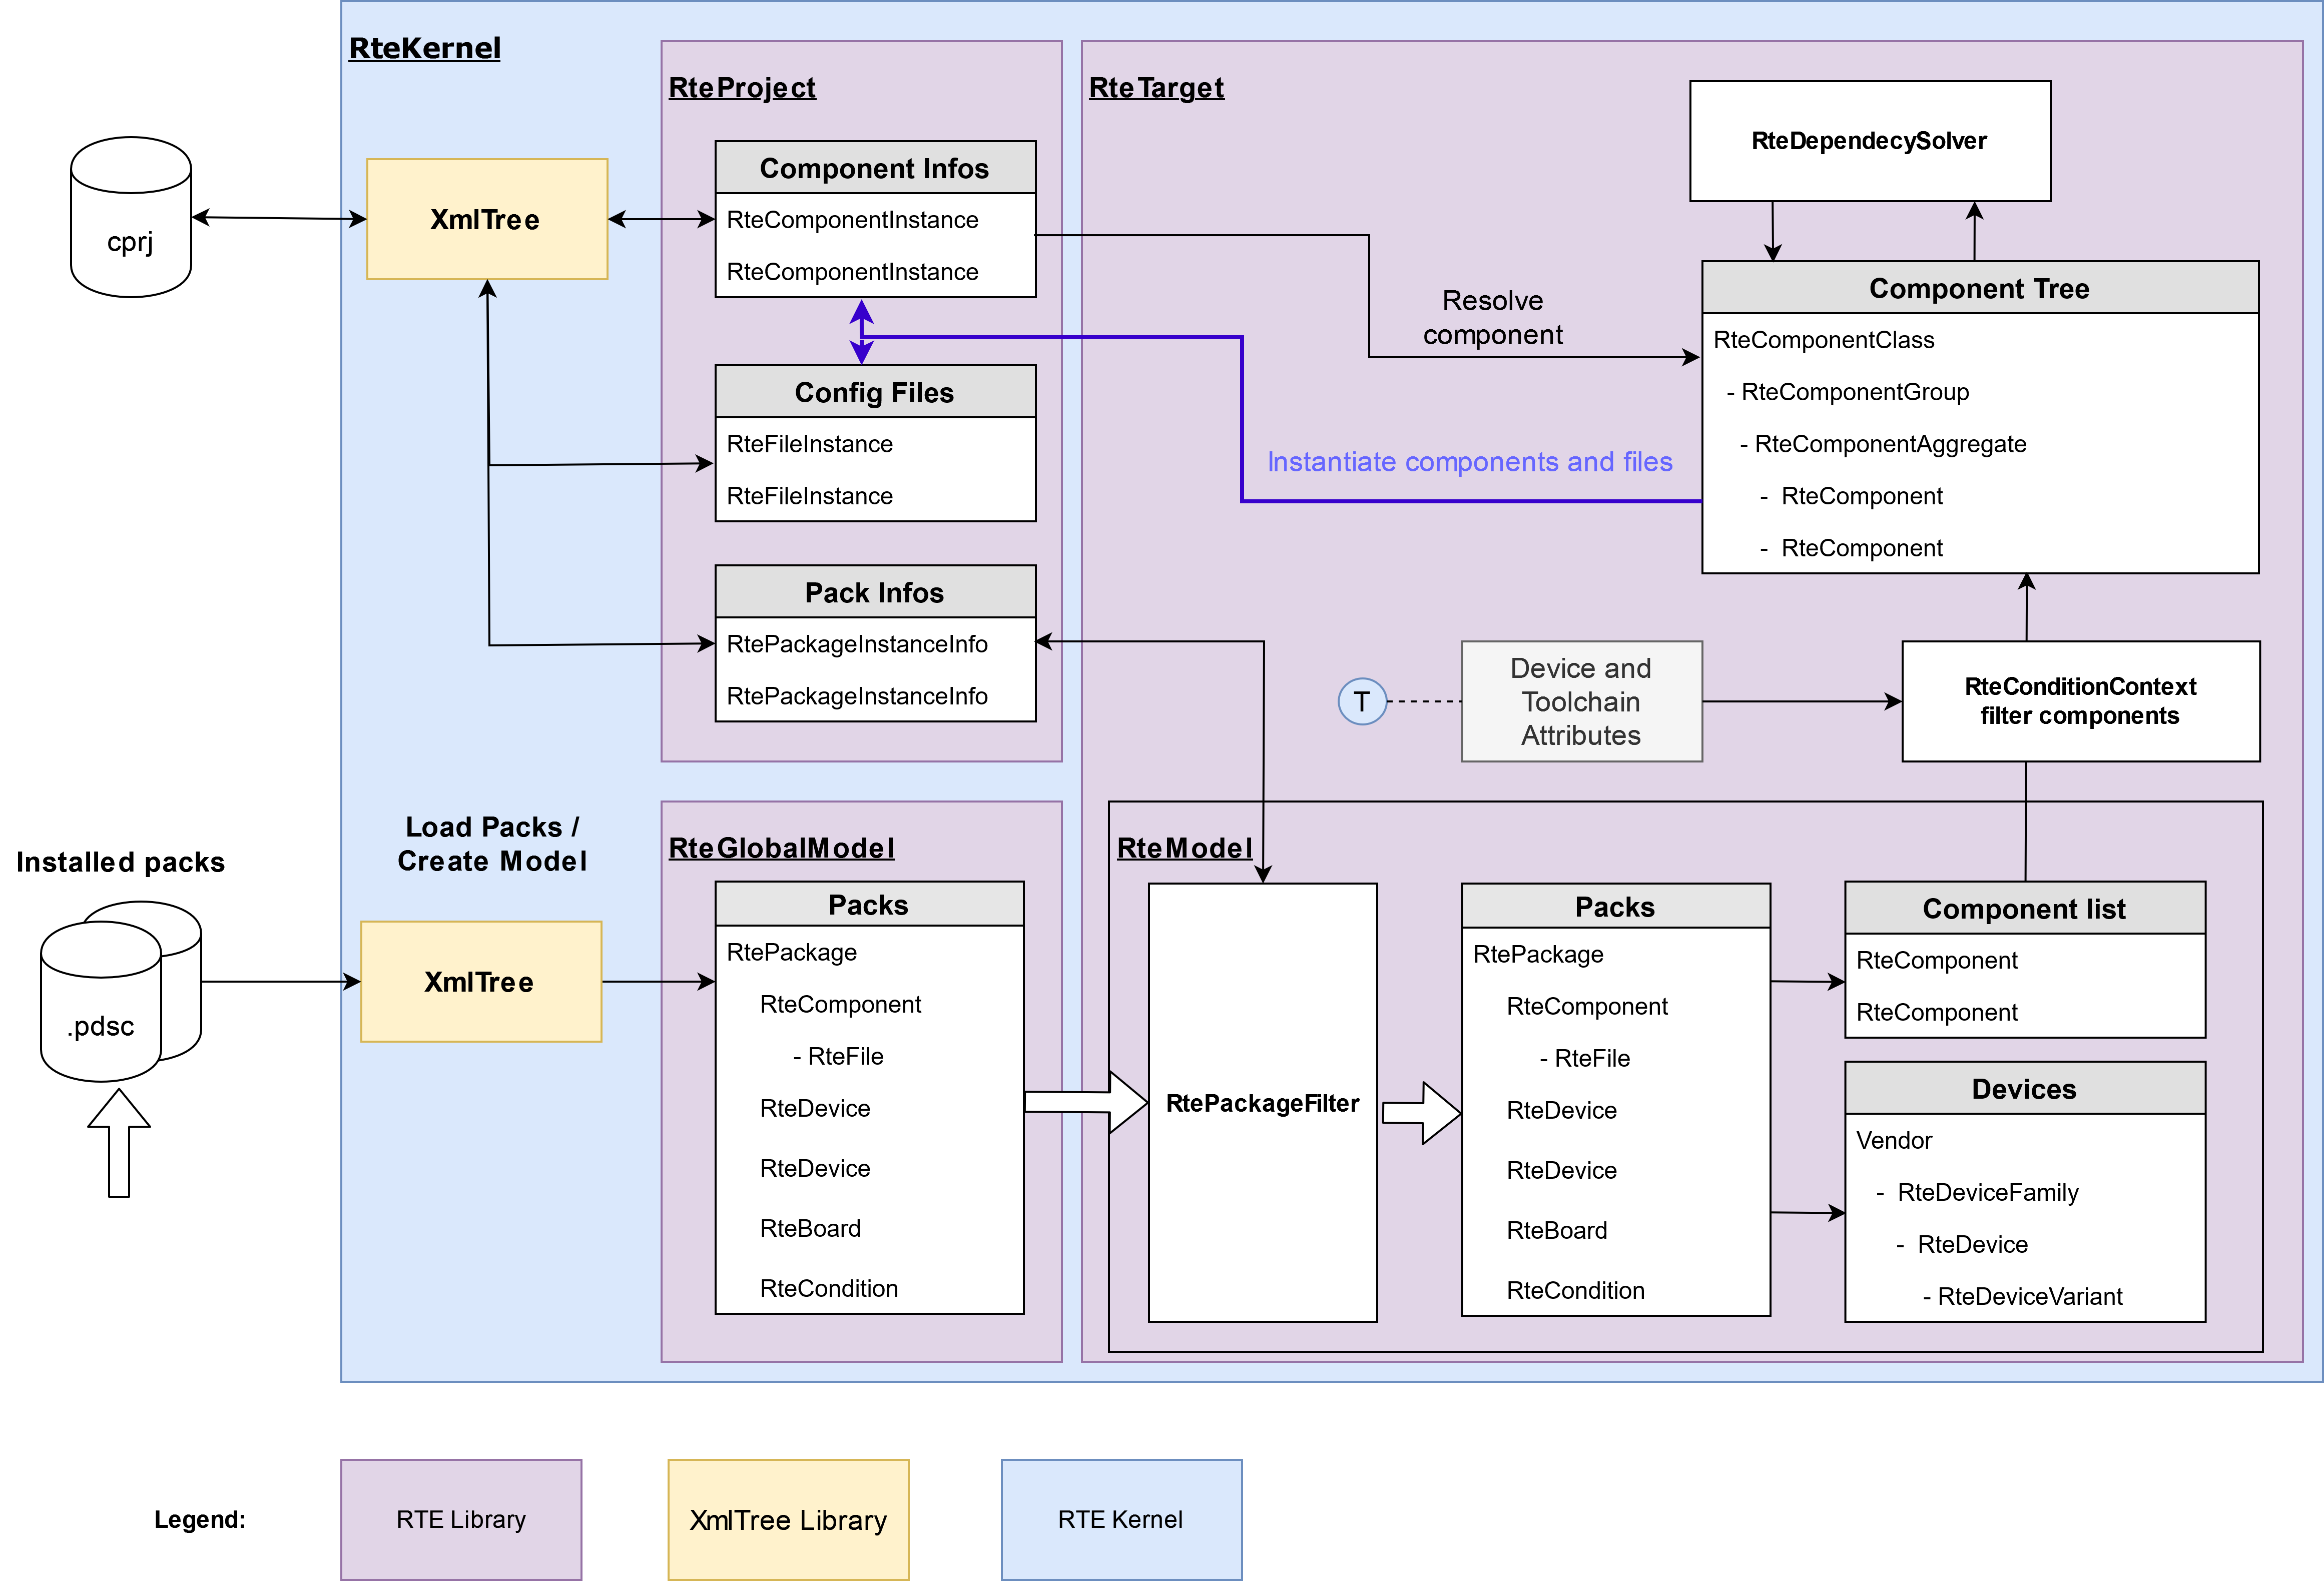 RteKernel
RteProject
RteTarget
RteDependecySolver
cprj
XmlTree
Component Infos
RteComponentInstance
RteComponentInstance
Resolve
component
Component Tree
RteComponentClass
- RteComponentGroup
- RteComponentAggregate
- RteComponent
- RteComponent
Config Files
RteFileInstance
RteFileInstance
Instantiate components and files
Pack Infos
RtePackageInstanceInfo
RtePackageInstanceInfo
T
Device and
Toolchain
Attributes
RteConditionContext
filter components
Load Packs /
Create Model
Installed packs
.pdsc
XmlTree
RteGlobalModel
Packs
RtePackage
RteComponent
- RteFile
RteDevice
RteDevice
RteBoard
RteCondition
RteModel
RtePackageFilter
Packs
RtePackage
RteComponent
- RteFile
RteDevice
RteDevice
RteBoard
RteCondition
Component list
RteComponent
RteComponent
Devices
Vendor
- RteDeviceFamily
- RteDevice
- RteDeviceVariant
Legend:
RTE Library
XmlTree Library
RTE Kernel